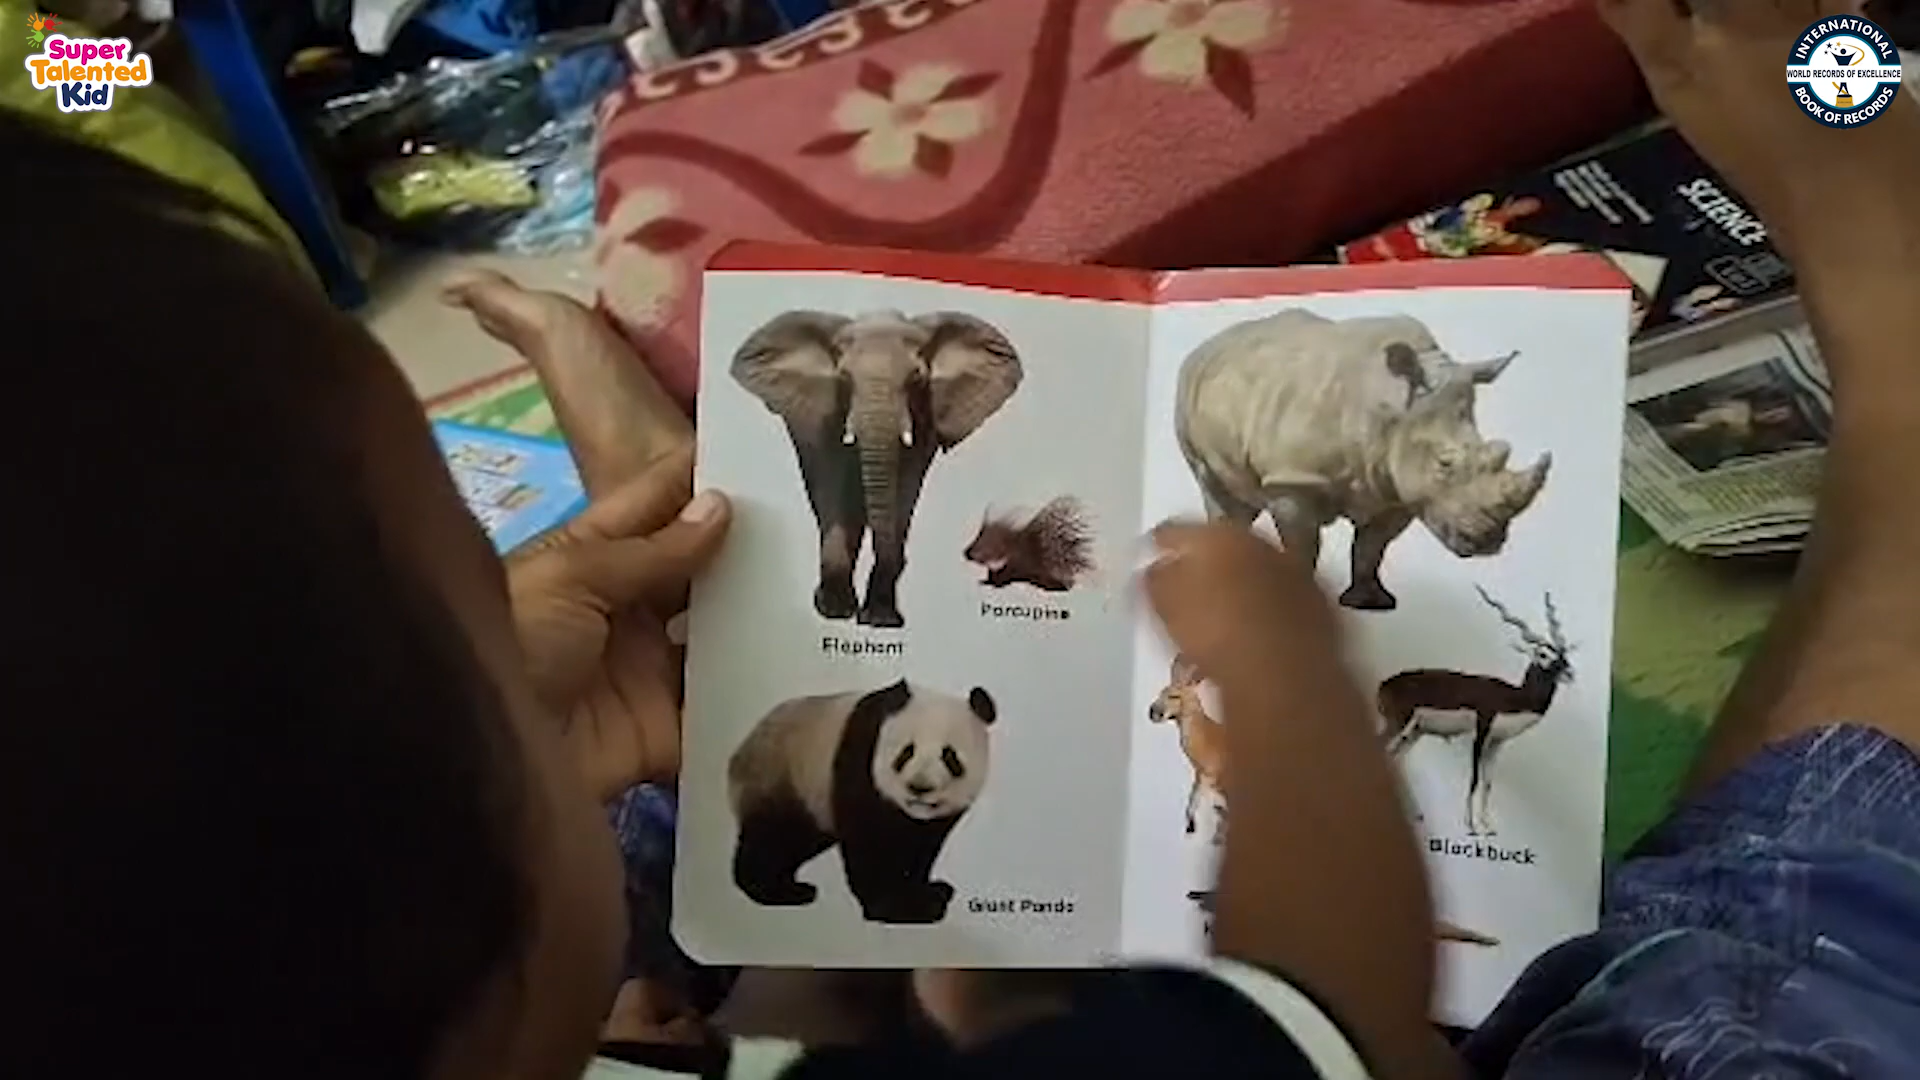 Super
Talented
Kid
INTERNATIONAL
WORLD RECORDS OF EXCELLENCE
BOOK OF RECORDS
SCIENCE
Porcupine
Elephant
Blackbuck
Giant Panda